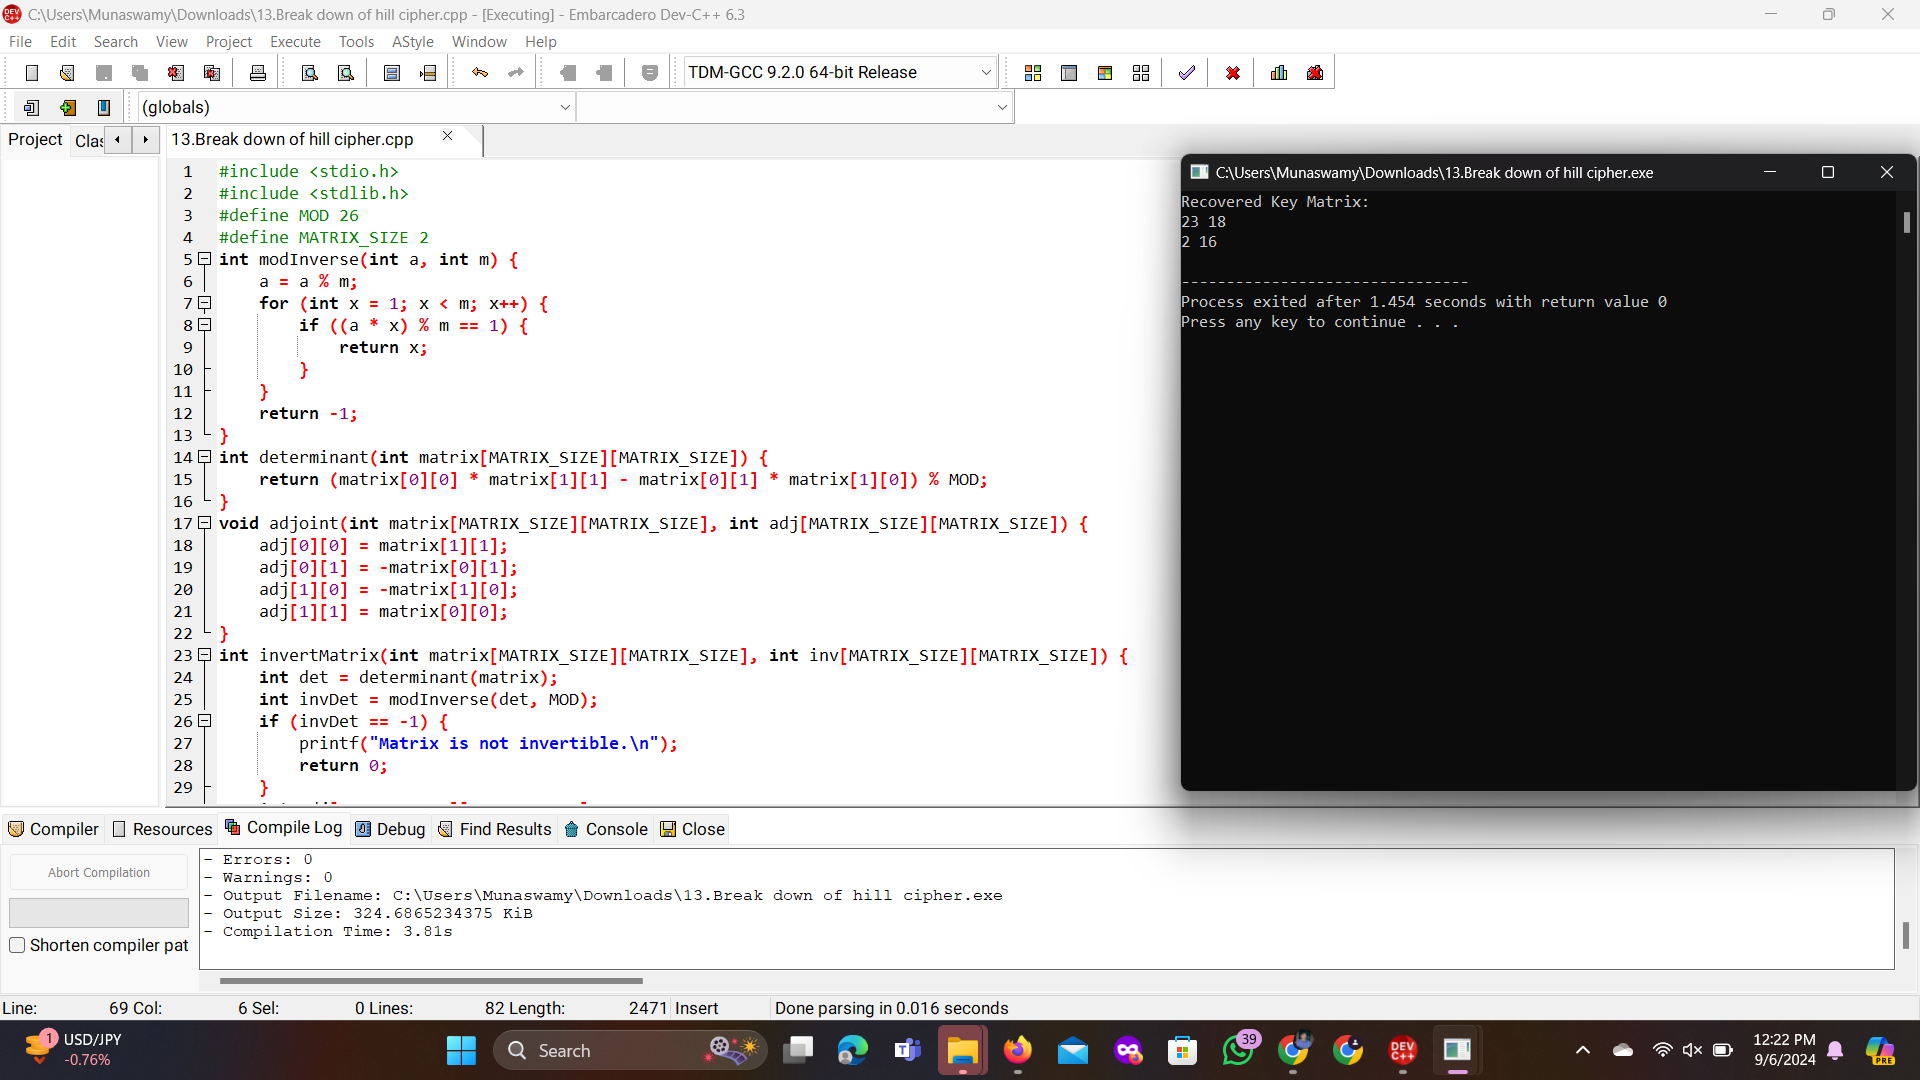 C:\Users\Munaswamy\Downloads\13.Break down of hill cipher.cpp - [Executing] - Embarcadero Dev-C++ 6.3
File Edit Search View Project Execute Tools AStyle Window Help
TDM-GCC 9.2.0 64-bit Release
(globals)
Project Clas 13.Break down of hill cipher.cpp
1 #include <stdio.h>
2 #include <stdlib.h>
3 #define MOD 26
4 #define MATRIX_SIZE 2
5 int modInverse(int a, int m) {
6 a = a % m;
7 for (int x = 1; x < m; x++) {
8 if ((a * x) % m == 1) {
9 return x;
10 }
11 }
12 return -1;
13 }
14 int determinant(int matrix[MATRIX_SIZE][MATRIX_SIZE]) {
15 return (matrix[0][0] * matrix[1][1] - matrix[0][1] * matrix[1][0]) % MOD;
16 }
17 void adjoint(int matrix[MATRIX_SIZE][MATRIX_SIZE], int adj[MATRIX_SIZE][MATRIX_SIZE]) {
18 adj[0][0] = matrix[1][1];
19 adj[0][1] = -matrix[0][1];
20 adj[1][0] = -matrix[1][0];
21 adj[1][1] = matrix[0][0];
22 }
23 int invertMatrix(int matrix[MATRIX_SIZE][MATRIX_SIZE], int inv[MATRIX_SIZE][MATRIX_SIZE]) {
24 int det = determinant(matrix);
25 int invDet = modInverse(det, MOD);
26 if (invDet == -1) {
27 printf("Matrix is not invertible.\n");
28 return 0;
29 }
C:\Users\Munaswamy\Downloads\13.Break down of hill cipher.exe
Recovered Key Matrix:
23 18
2 16
--------------------------------
Process exited after 1.454 seconds with return value 0
Press any key to continue . . .
Compiler Resources Compile Log Debug Find Results Console Close
Abort Compilation
Shorten compiler pat
- Errors: 0
- Warnings: 0
- Output Filename: C:\Users\Munaswamy\Downloads\13.Break down of hill cipher.exe
- Output Size: 324.6865234375 KiB
- Compilation Time: 3.81s
Line: 69 Col: 6 Sel: 0 Lines: 82 Length: 2471 Insert Done parsing in 0.016 seconds
1 USD/JPY
-0.76%
Search
39
DEV C++
PRE
12:22 PM
9/6/2024